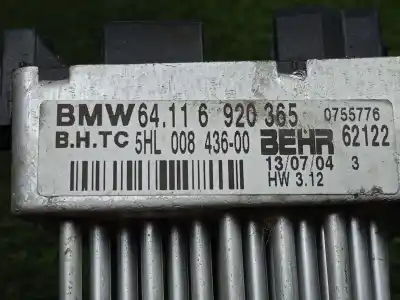 BMW 64.11 6 920 365 0755776
B.H.TC 5HL 008 436-00 BEHR 62122
13/07/04 3
HW 3.12